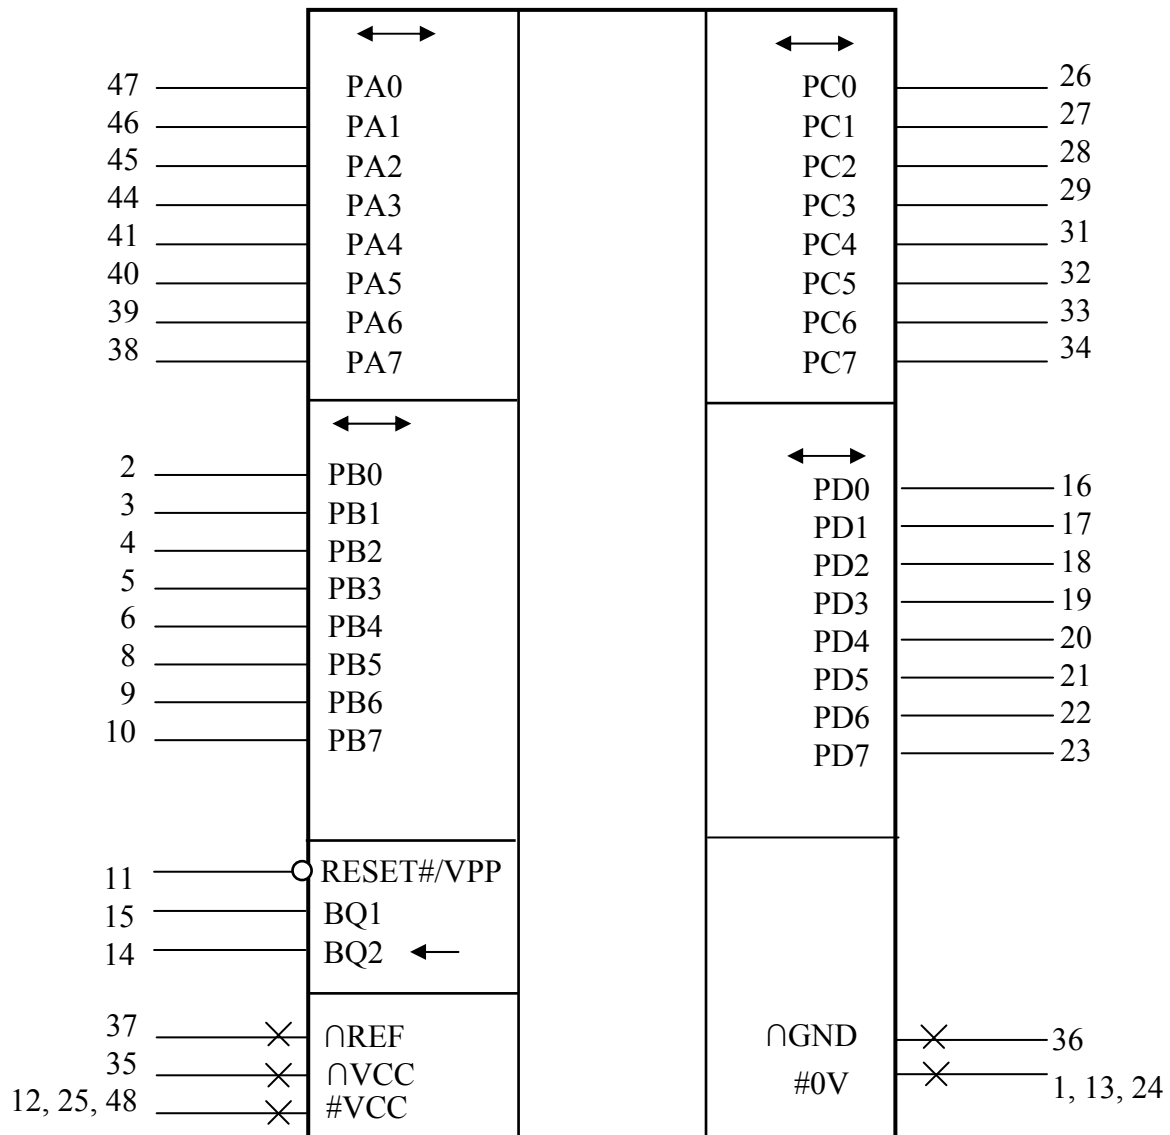 47 PA0 PC0 26
46 PA1 PC1 27
45 PA2 PC2 28
44 PA3 PC3 29
41 PA4 PC4 31
40 PA5 PC5 32
39 PA6 PC6 33
38 PA7 PC7 34
2 PB0 PD0 16
3 PB1 PD1 17
4 PB2 PD2 18
5 PB3 PD3 19
6 PB4 PD4 20
8 PB5 PD5 21
9 PB6 PD6 22
10 PB7 PD7 23
11 RESET#/VPP
15 BQ1
14 BQ2
37 ∩REF ∩GND 36
35 ∩VCC #0V 1, 13, 24
12, 25, 48 #VCC